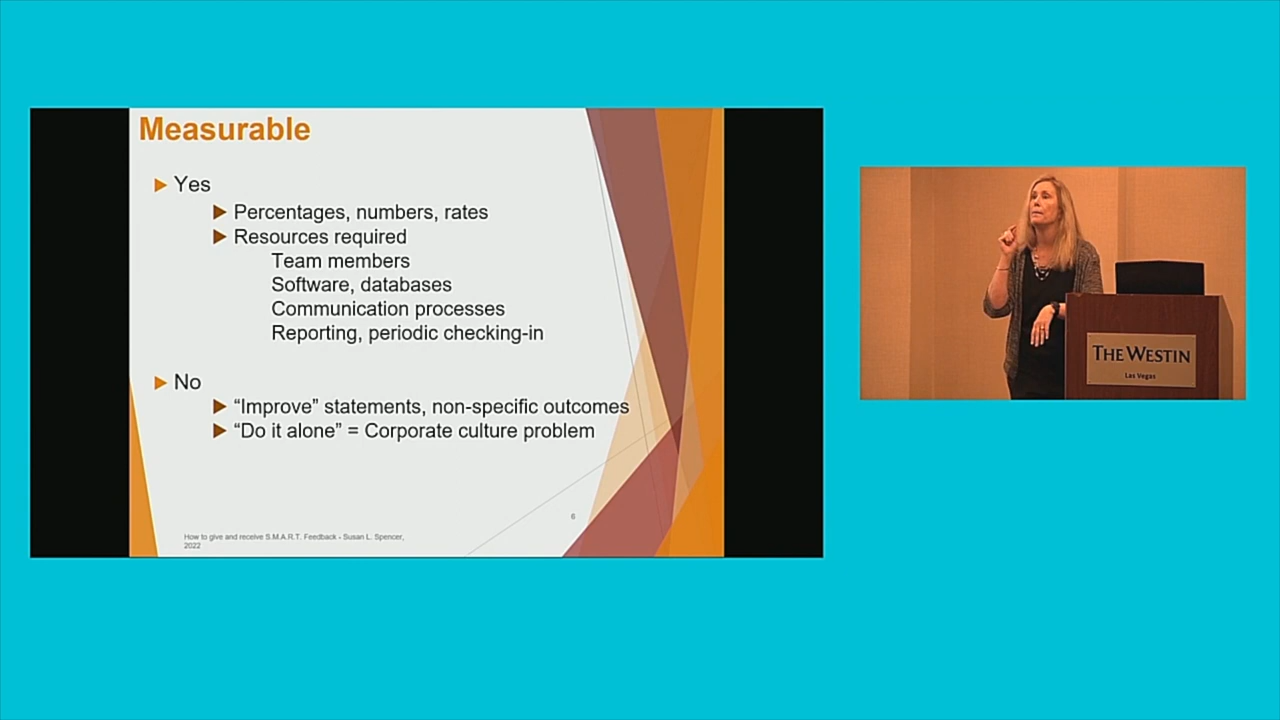 Measurable
Yes
Percentages, numbers, rates
Resources required
Team members
Software, databases
Communication processes
Reporting, periodic checking-in
No
“Improve” statements, non-specific outcomes
“Do it alone” = Corporate culture problem
6
How to give and receive S.M.A.R.T. Feedback - Susan L. Spencer,
2022
THE WESTIN
Las Vegas